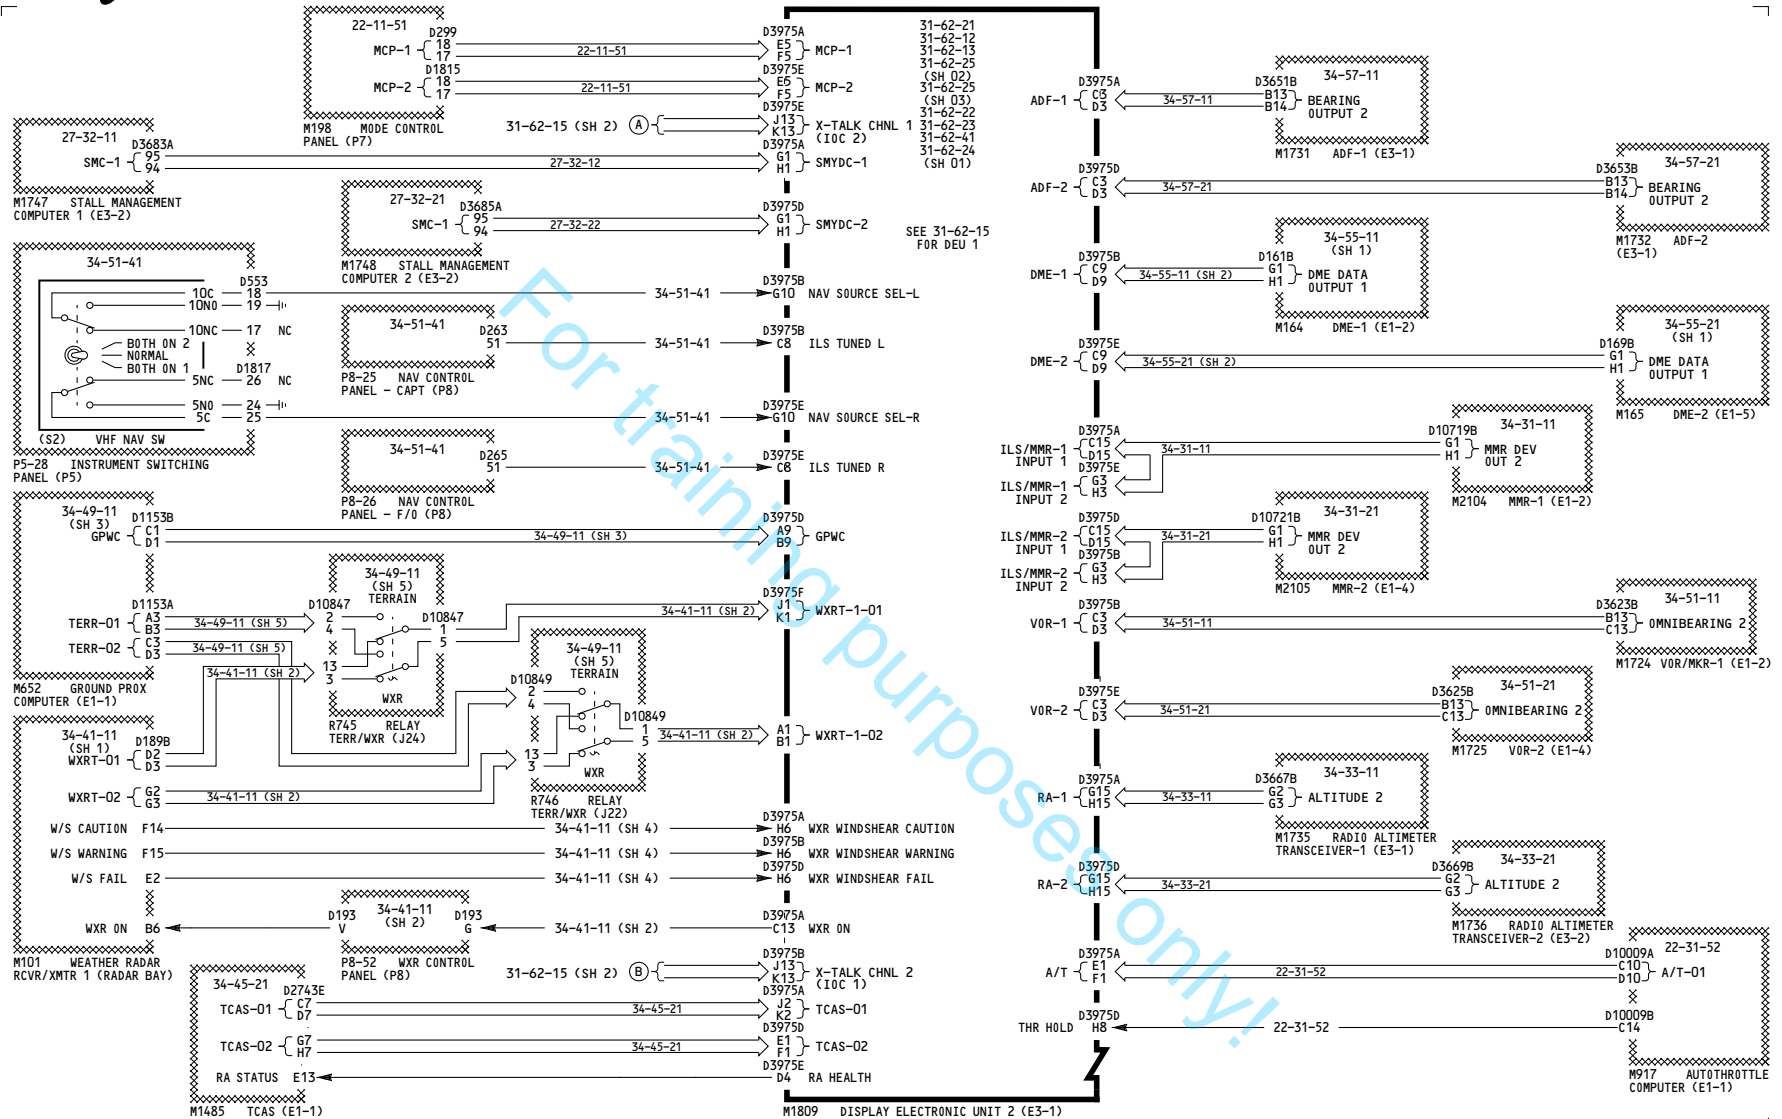 22-11-51
D299
MCP-1 18
17
22-11-51
D1815
MCP-2 18
17
22-11-51
M198 MODE CONTROL
PANEL (P7)
D3975A
E5
F5 MCP-1
D3975E
E5
F5 MCP-2
D3975E
31-62-15 (SH 2) A
J13
K13 X-TALK CHNL 1
(IOC 2)
D3975A
G1
H1 SMYDC-1
31-62-21
31-62-12
31-62-13
31-62-25
(SH 02)
31-62-25
(SH 03)
31-62-22
31-62-23
31-62-41
31-62-24
(SH 01)
27-32-11
D3683A
SMC-1 95
94
27-32-12
M1747 STALL MANAGEMENT
COMPUTER 1 (E3-2)
27-32-21
D3685A
SMC-1 95
94
27-32-22
M1748 STALL MANAGEMENT
COMPUTER 2 (E3-2)
D3975D
G1
H1 SMYDC-2
SEE 31-62-15
FOR DEU 1
34-51-41
D553
10C 18
10NO 19
10NC 17 NC
BOTH ON 2
NORMAL
BOTH ON 1
D1817
5NC 26 NC
5NO 24
5C 25
(S2) VHF NAV SW
P5-28 INSTRUMENT SWITCHING
PANEL (P5)
34-51-41
D3975B
G10 NAV SOURCE SEL-L
34-51-41
D263
51
34-51-41
D3975B
C8 ILS TUNED L
P8-25 NAV CONTROL
PANEL - CAPT (P8)
34-51-41
D3975E
G10 NAV SOURCE SEL-R
34-51-41
D265
51
34-51-41
D3975E
C8 ILS TUNED R
P8-26 NAV CONTROL
PANEL - F/O (P8)
34-49-11
(SH 3)
D1153B
GPWC C1
D1
34-49-11 (SH 3)
D3975D
A9
B9 GPWC
D1153A
TERR-01 A3
B3
34-49-11 (SH 5)
TERR-02 C3
D3
34-49-11 (SH 5)
34-41-11 (SH 2)
M652 GROUND PROX
COMPUTER (E1-1)
34-49-11
(SH 5)
TERRAIN
D10847
2
4
13
3
D10847
1
5
WXR
R745 RELAY
TERR/WXR (J24)
34-41-11 (SH 2)
D3975F
J1
K1 WXRT-1-01
34-49-11
(SH 5)
TERRAIN
D10849
2
4
13
3
D10849
1
5
WXR
R746 RELAY
TERR/WXR (J22)
34-41-11 (SH 2)
A1
B1 WXRT-1-02
34-41-11
(SH 1)
D189B
WXRT-01 D2
D3
WXRT-02 G2
G3
34-41-11 (SH 2)
W/S CAUTION F14
34-41-11 (SH 4)
D3975A
H6 WXR WINDSHEAR CAUTION
W/S WARNING F15
34-41-11 (SH 4)
D3975B
H6 WXR WINDSHEAR WARNING
W/S FAIL E2
34-41-11 (SH 4)
D3975D
H6 WXR WINDSHEAR FAIL
WXR ON B6
D193
V
34-41-11
(SH 2)
D193
G
34-41-11 (SH 2)
D3975A
C13 WXR ON
M101 WEATHER RADAR
RCVR/XMTR 1 (RADAR BAY)
P8-52 WXR CONTROL
PANEL (P8)
31-62-15 (SH 2) B
D3975B
J13
K13 X-TALK CHNL 2
(IOC 1)
34-45-21
D2743E
TCAS-01 C7
D7
34-45-21
D3975A
J2
K2 TCAS-01
TCAS-02 G7
H7
34-45-21
D3975D
E1
F1 TCAS-02
RA STATUS E13
D3975E
D4 RA HEALTH
M1485 TCAS (E1-1)
M1809 DISPLAY ELECTRONIC UNIT 2 (E3-1)
D3975A
ADF-1 C3
D3
34-57-11
D3651B
B13
B14
34-57-11
BEARING
OUTPUT 2
M1731 ADF-1 (E3-1)
D3975D
ADF-2 C3
D3
34-57-21
D3653B
B13
B14
34-57-21
BEARING
OUTPUT 2
M1732 ADF-2
(E3-1)
D3975B
DME-1 C9
D9
34-55-11 (SH 2)
D161B
G1
H1
34-55-11
(SH 1)
DME DATA
OUTPUT 1
M164 DME-1 (E1-2)
D3975E
DME-2 C9
D9
34-55-21 (SH 2)
D169B
G1
H1
34-55-21
(SH 1)
DME DATA
OUTPUT 1
M165 DME-2 (E1-5)
D3975A
ILS/MMR-1
INPUT 1
C15
D15
D3975E
ILS/MMR-1
INPUT 2
G3
H3
34-31-11
D10719B
G1
H1
34-31-11
MMR DEV
OUT 2
M2104 MMR-1 (E1-2)
D3975D
ILS/MMR-2
INPUT 1
C15
D15
D3975B
ILS/MMR-2
INPUT 2
G3
H3
34-31-21
D10721B
G1
H1
34-31-21
MMR DEV
OUT 2
M2105 MMR-2 (E1-4)
D3975B
VOR-1 C3
D3
34-51-11
D3623B
B13
C13
34-51-11
OMNIBEARING 2
M1724 VOR/MKR-1 (E1-2)
D3975E
VOR-2 C3
D3
34-51-21
D3625B
B13
C13
34-51-21
OMNIBEARING 2
M1725 VOR-2 (E1-4)
D3975A
RA-1 G15
H15
34-33-11
D3667B
G2
G3
34-33-11
ALTITUDE 2
M1735 RADIO ALTIMETER
TRANSCEIVER-1 (E3-1)
D3975D
RA-2 G15
H15
34-33-21
D3669B
G2
G3
34-33-21
ALTITUDE 2
M1736 RADIO ALTIMETER
TRANSCEIVER-2 (E3-2)
D3975A
A/T E1
F1
22-31-52
D10009A
C10
D10
22-31-52
A/T-01
D3975D
THR HOLD H8
22-31-52
D10009B
C14
M917 AUTOTHROTTLE
COMPUTER (E1-1)
For training purposes only!